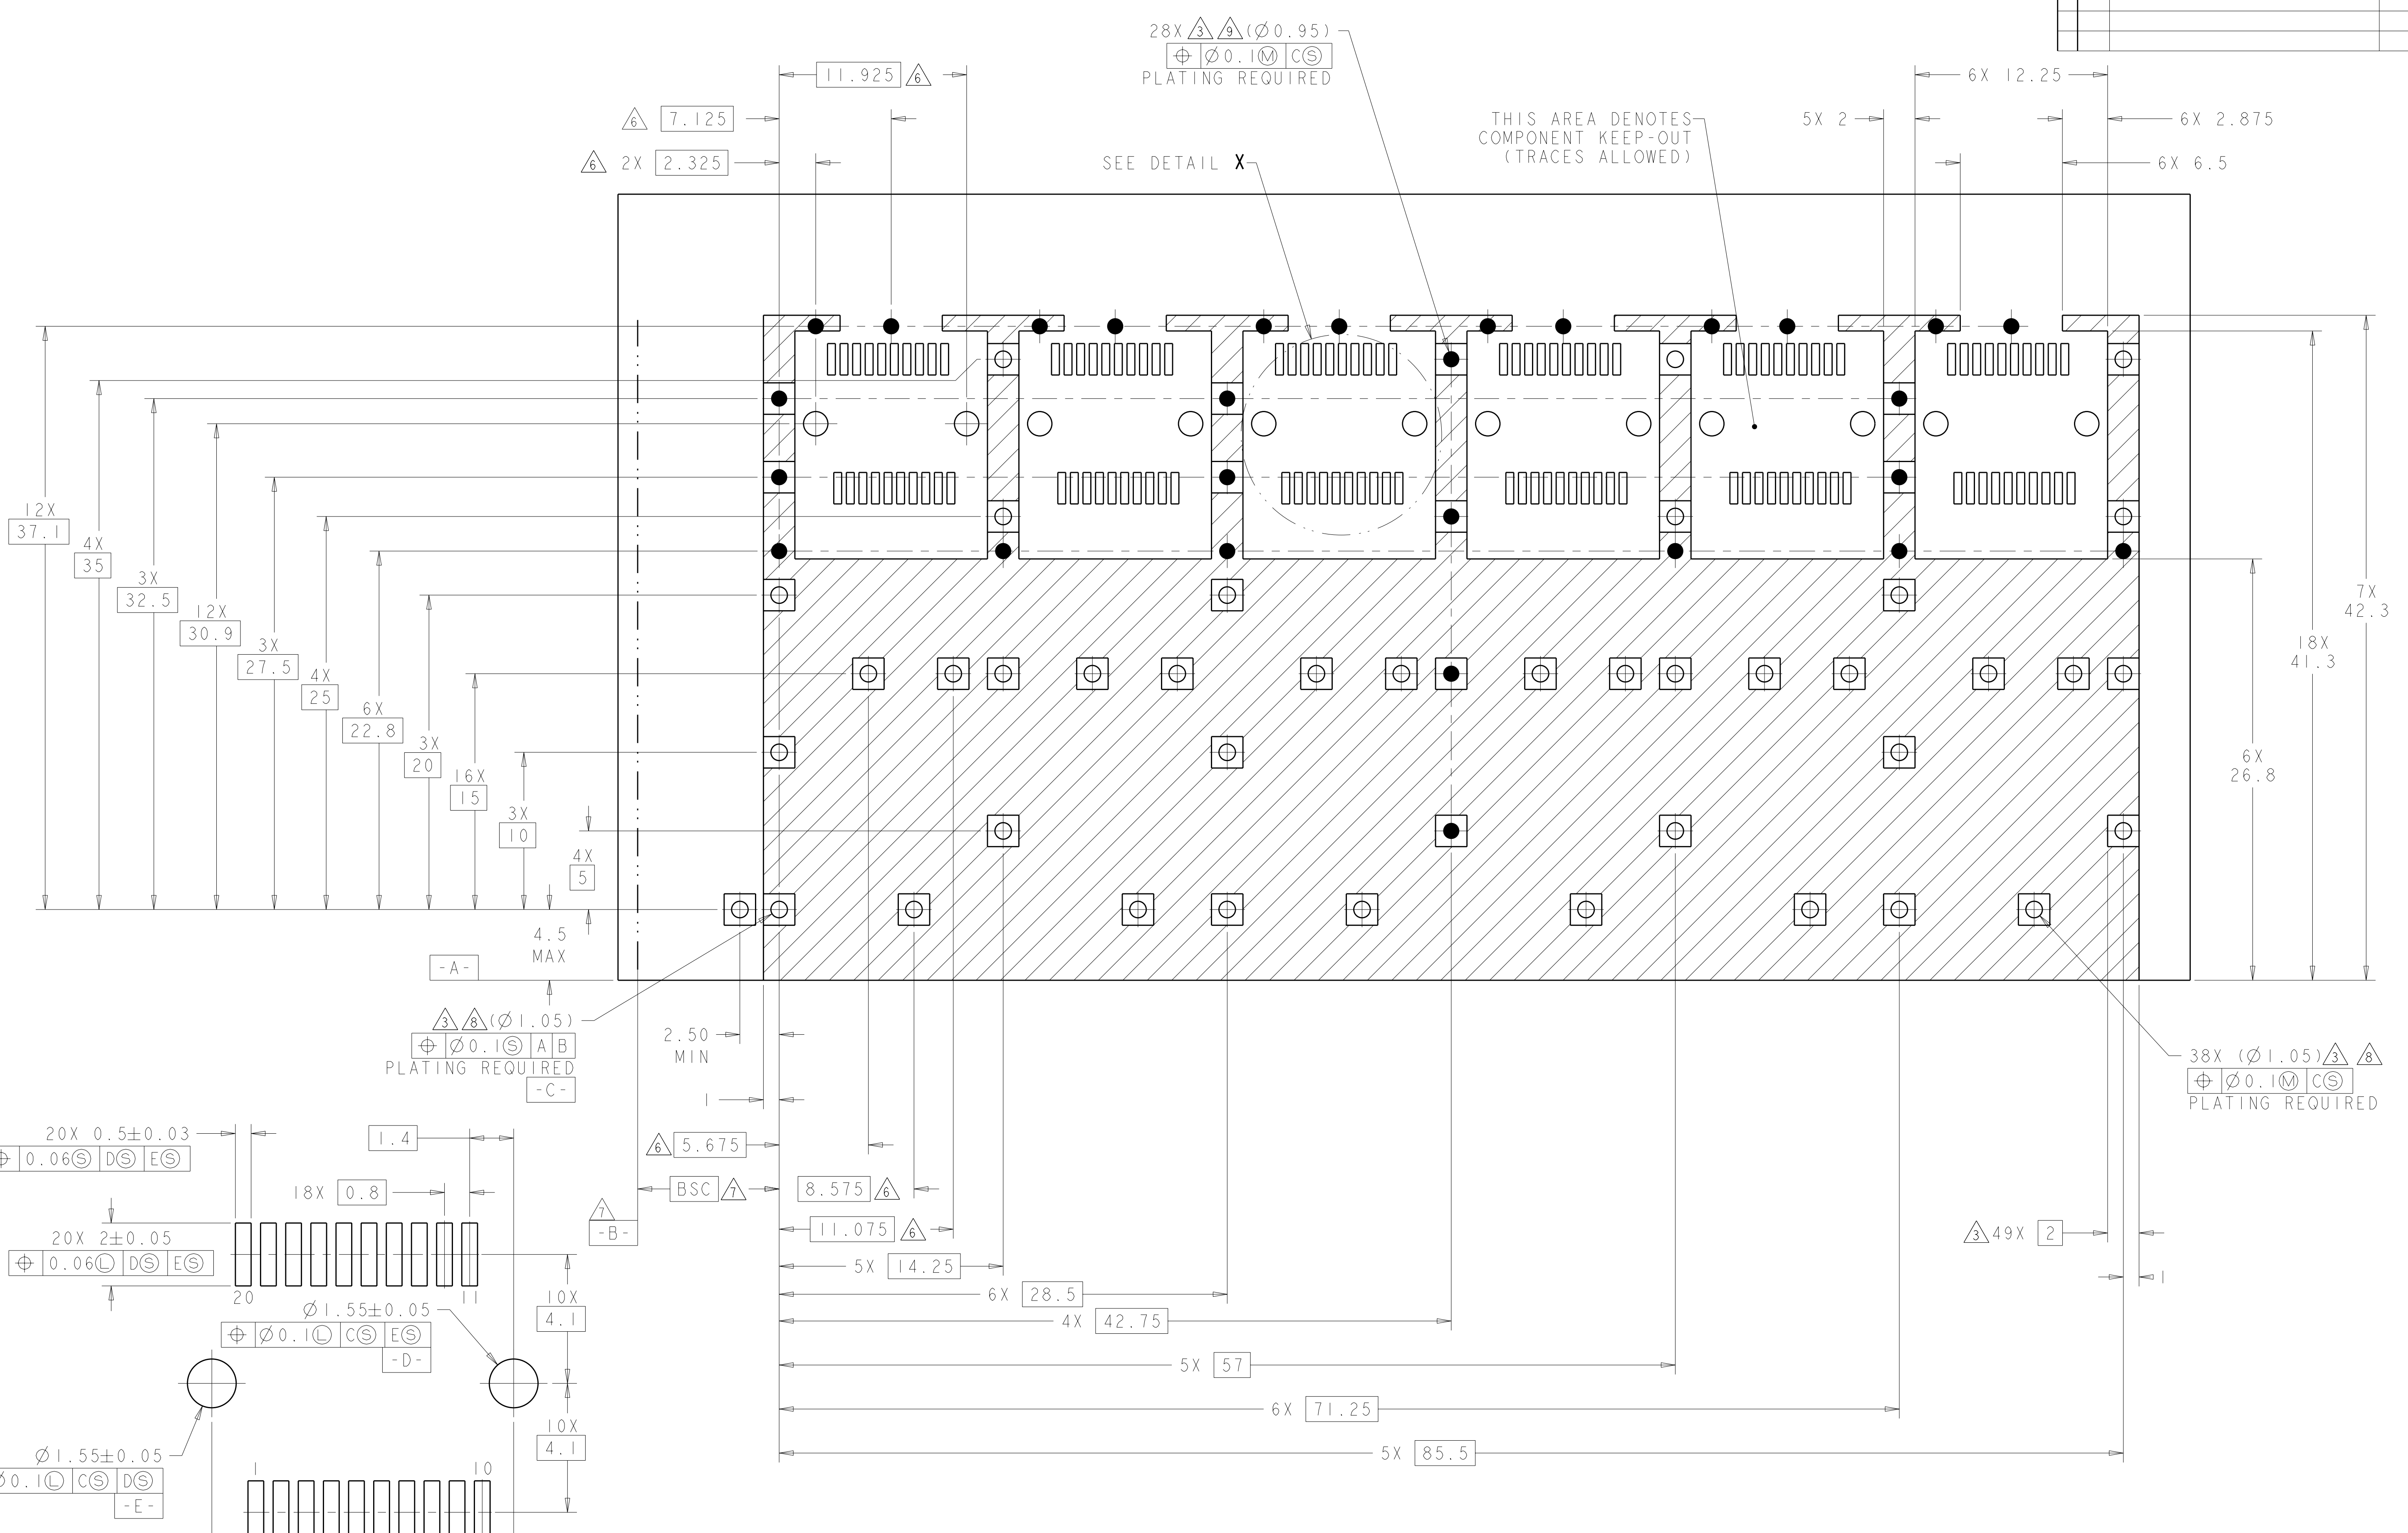 28X 3 9 (Ø0.95)
⌖ Ø0.1Ⓜ CⓈ
PLATING REQUIRED
11.925 6
6 7.125
6 2X 2.325
SEE DETAIL X
THIS AREA DENOTES
COMPONENT KEEP-OUT
(TRACES ALLOWED)
6X 12.25
5X 2
6X 2.875
6X 6.5
12X
37.1
4X
35
3X
32.5
12X
30.9
3X
27.5
4X
25
6X
22.8
3X
20
16X
15
3X
10
4X
5
4.5
MAX
-A-
7X
42.3
18X
41.3
6X
26.8
3 8 (Ø1.05)
⌖ Ø0.1Ⓢ A B
PLATING REQUIRED
-C-
2.50
MIN
1
38X (Ø1.05) 3 8
⌖ Ø0.1Ⓜ CⓈ
PLATING REQUIRED
6 5.675
BSC 7
8.575 6
7
-B-
11.075 6
5X 14.25
6X 28.5
4X 42.75
5X 57
6X 71.25
5X 85.5
3 49X 2
1
20X 0.5±0.03
⌖ 0.06Ⓢ DⓈ EⓈ
1.4
18X 0.8
20X 2±0.05
⌖ 0.06Ⓛ DⓈ EⓈ
20
11
10X
4.1
Ø1.55±0.05
⌖ Ø0.1Ⓛ CⓈ EⓈ
-D-
10X
4.1
Ø1.55±0.05
Ø0.1Ⓛ CⓈ DⓈ
-E-
1
10